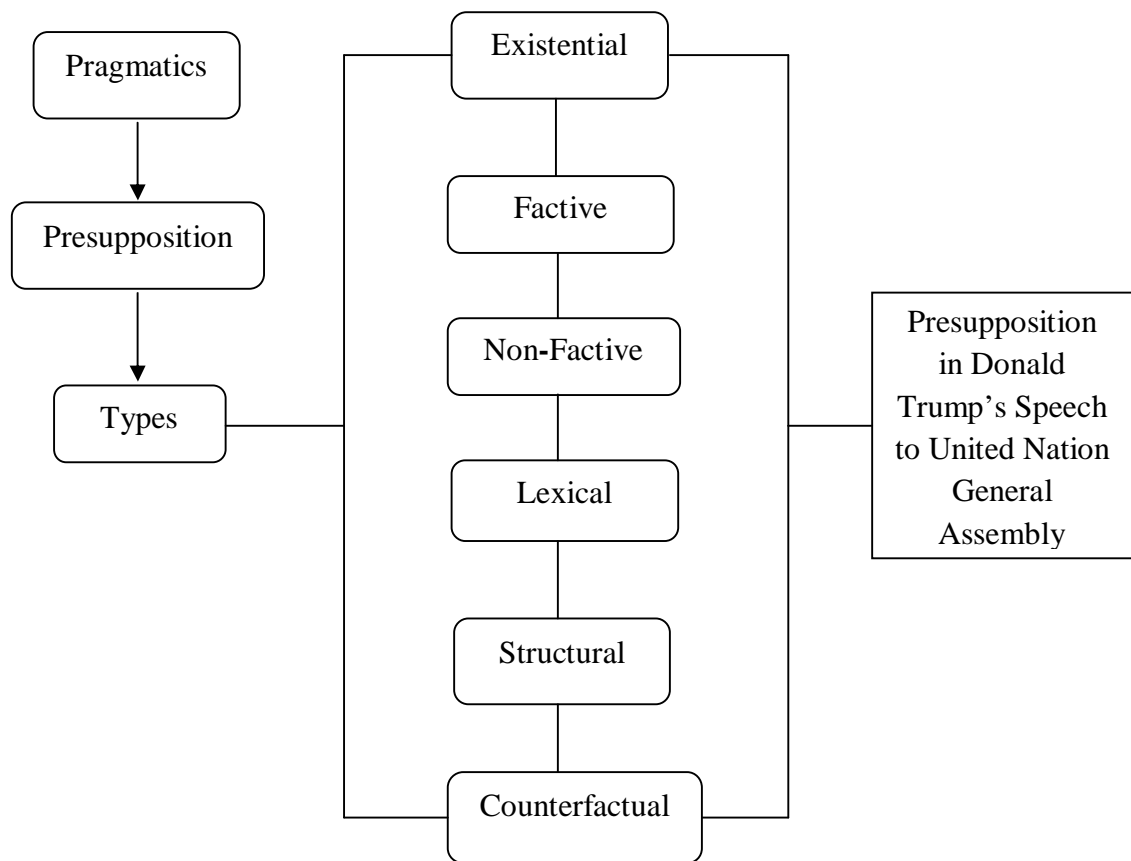 Pragmatics
Presupposition
Types
Existential
Factive
Non-Factive
Lexical
Structural
Counterfactual
Presupposition
in Donald
Trump’s Speech
to United Nation
General
Assembly